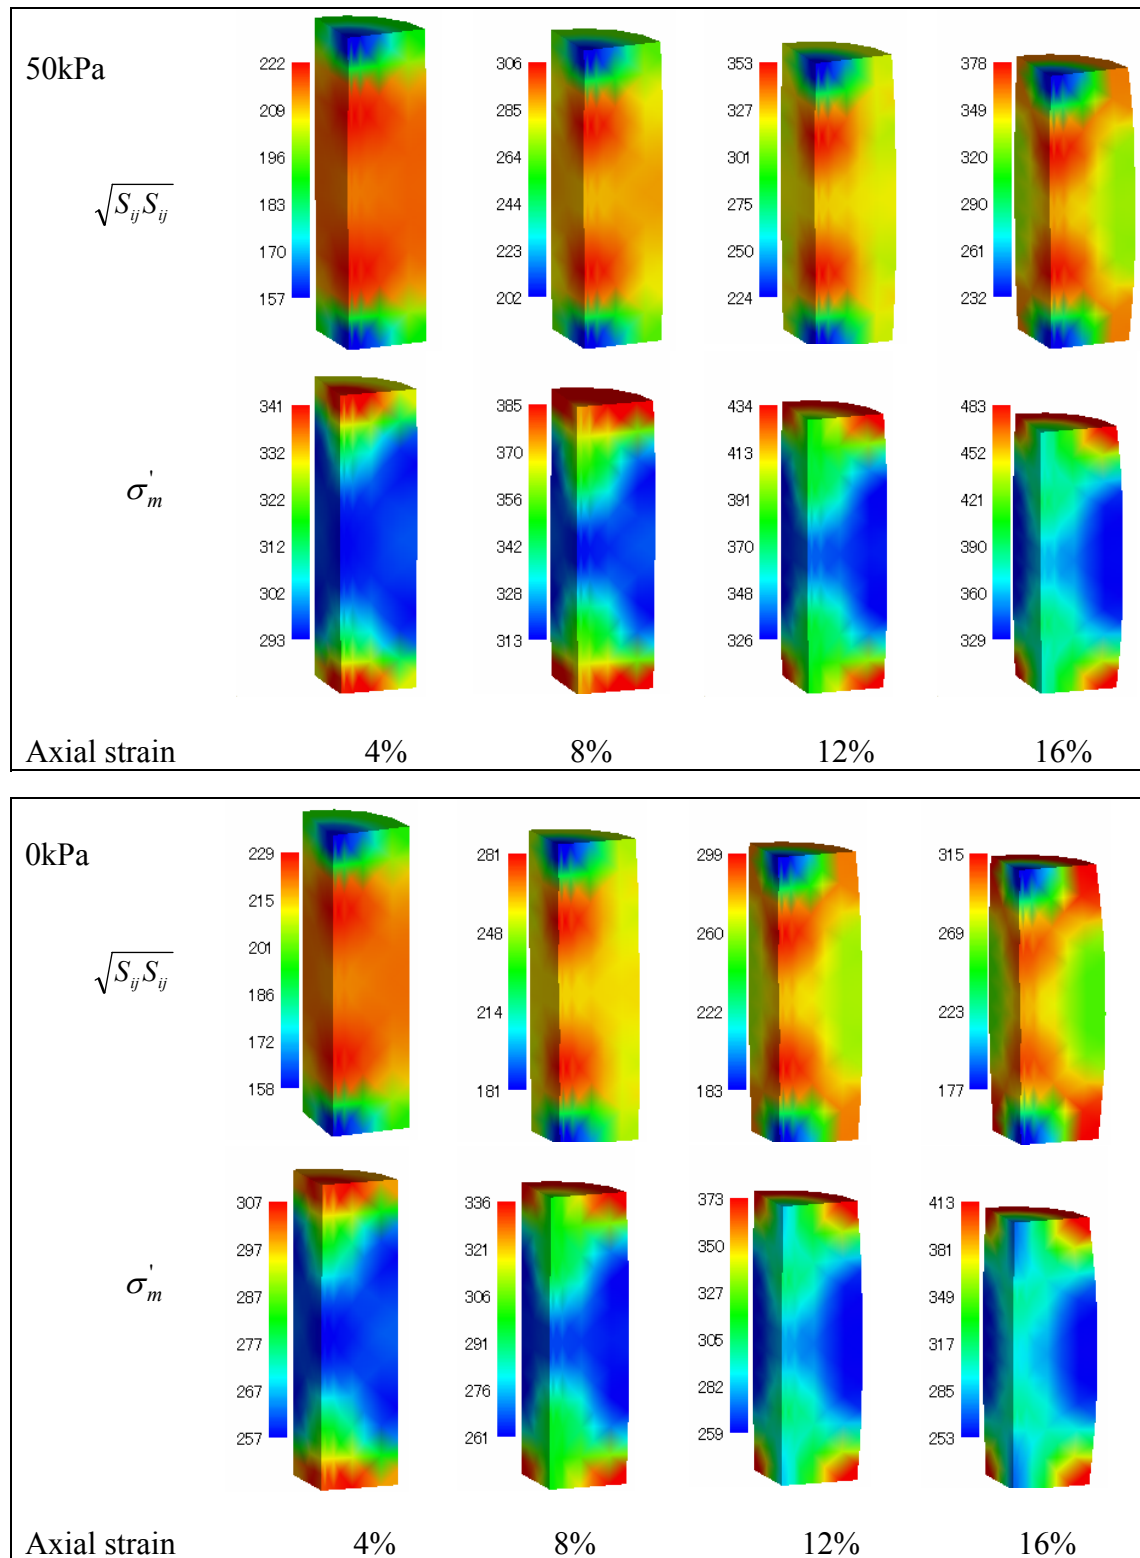 50kPa
222 306 353 378
209 285 327 349
196 264 301 320
√SijSij
183 244 275 290
170 223 250 261
157 202 224 232
341 385 434 483
332 370 413 452
σ'm
322 356 391 421
312 342 370 390
302 328 348 360
293 313 326 329
Axial strain 4% 8% 12% 16%
0kPa
229 281 299 315
215
248 260 269
201
√SijSij
186
214 222 223
172
158 181 183 177
307 336 373 413
297 321 350 381
σ'm
287 306 327 349
277 291 305 317
267 276 282 285
257 261 259 253
Axial strain 4% 8% 12% 16%